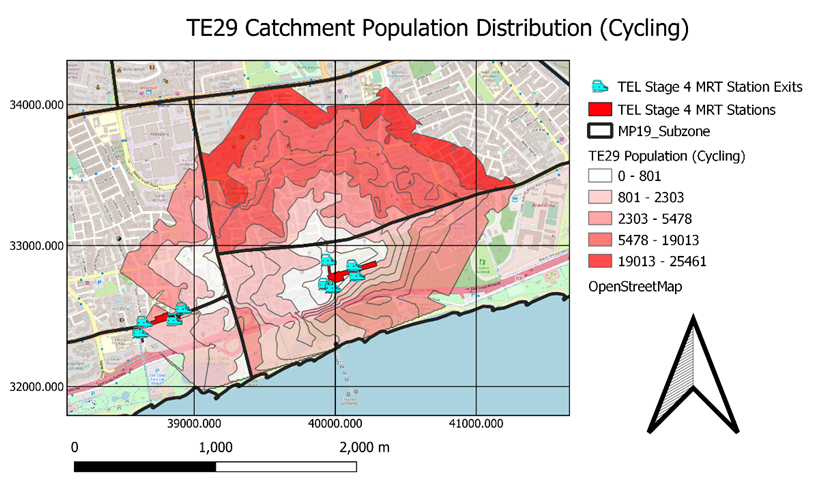 TE29 Catchment Population Distribution (Cycling)
34000.000
33000.000
32000.000
39000.000
40000.000
41000.000
0
1,000
2,000 m
TEL Stage 4 MRT Station Exits
TEL Stage 4 MRT Stations
MP19_Subzone
TE29 Population (Cycling)
0 - 801
801 - 2303
2303 - 5478
5478 - 19013
19013 - 25461
OpenStreetMap